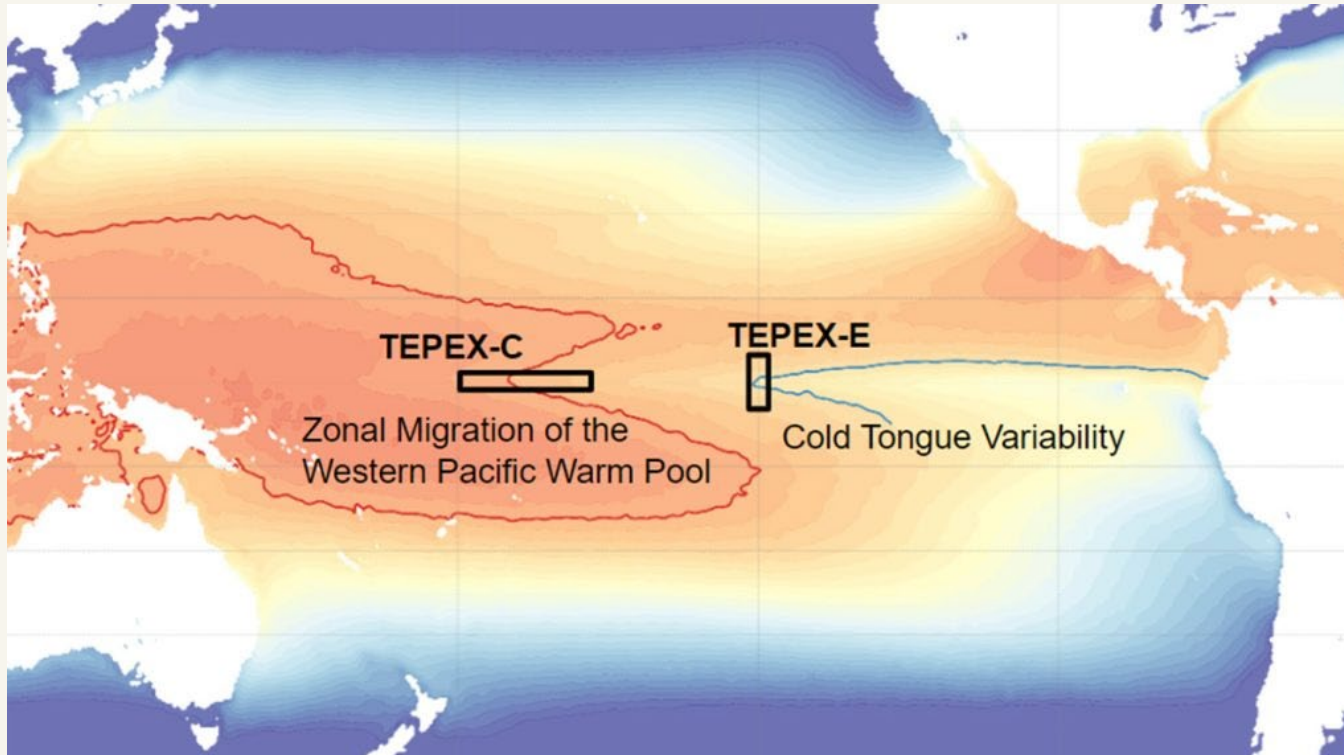 TEPEX-C
Zonal Migration of the
Western Pacific Warm Pool
TEPEX-E
Cold Tongue Variability